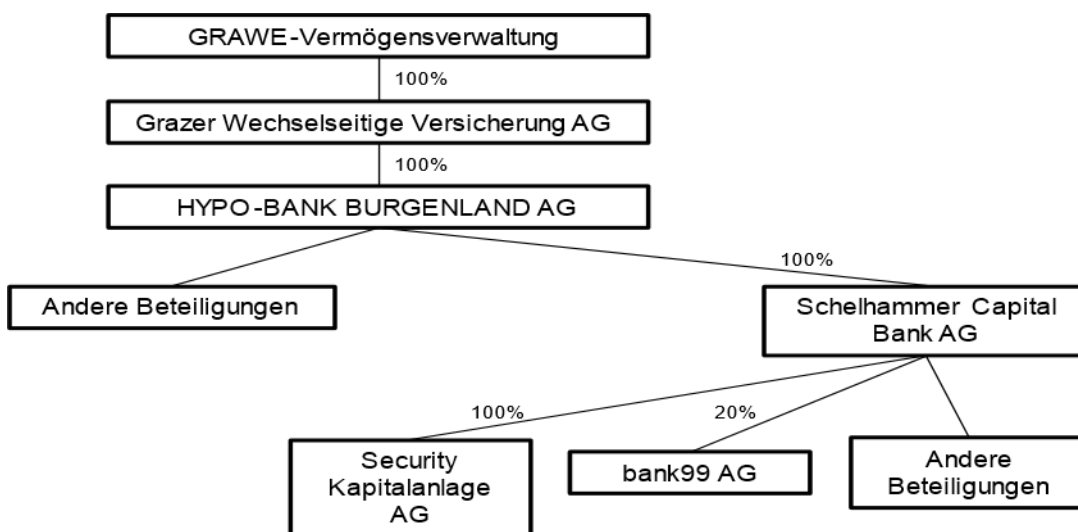 GRAWE-Vermögensverwaltung
100%
Grazer Wechselseitige Versicherung AG
100%
HYPO-BANK BURGENLAND AG
100%
Andere Beteiligungen
Schelhammer Capital
Bank AG
100%
20%
Security
Kapitalanlage
AG
bank99 AG
Andere
Beteiligungen